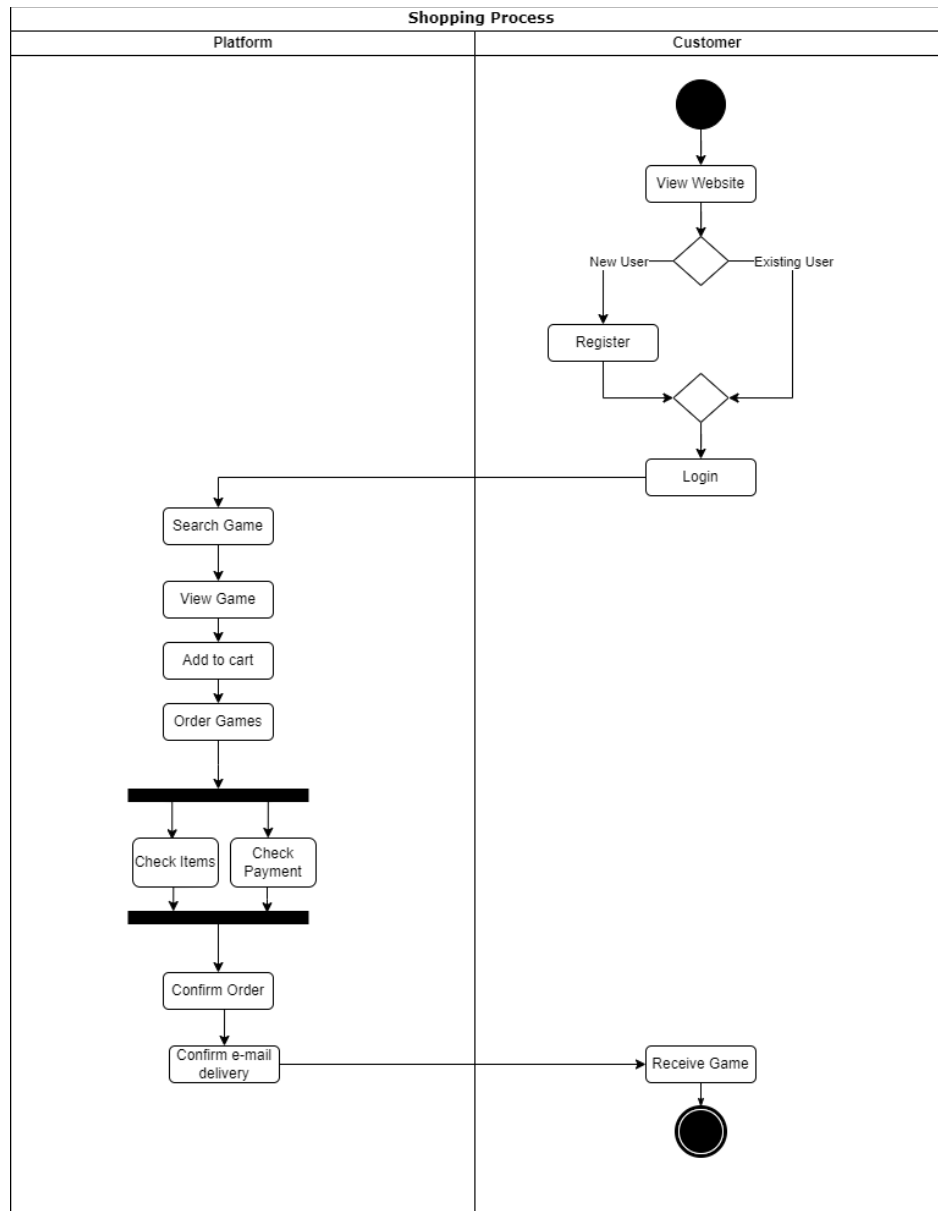 Shopping Process
Platform
Customer
View Website
New User
Existing User
Register
Login
Search Game
View Game
Add to cart
Order Games
Check Items
Check
Payment
Confirm Order
Confirm e-mail
delivery
Receive Game